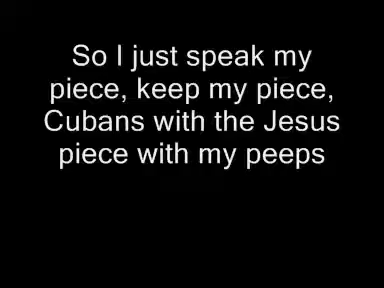 So I just speak my
piece, keep my piece,
Cubans with the Jesus
piece with my peeps